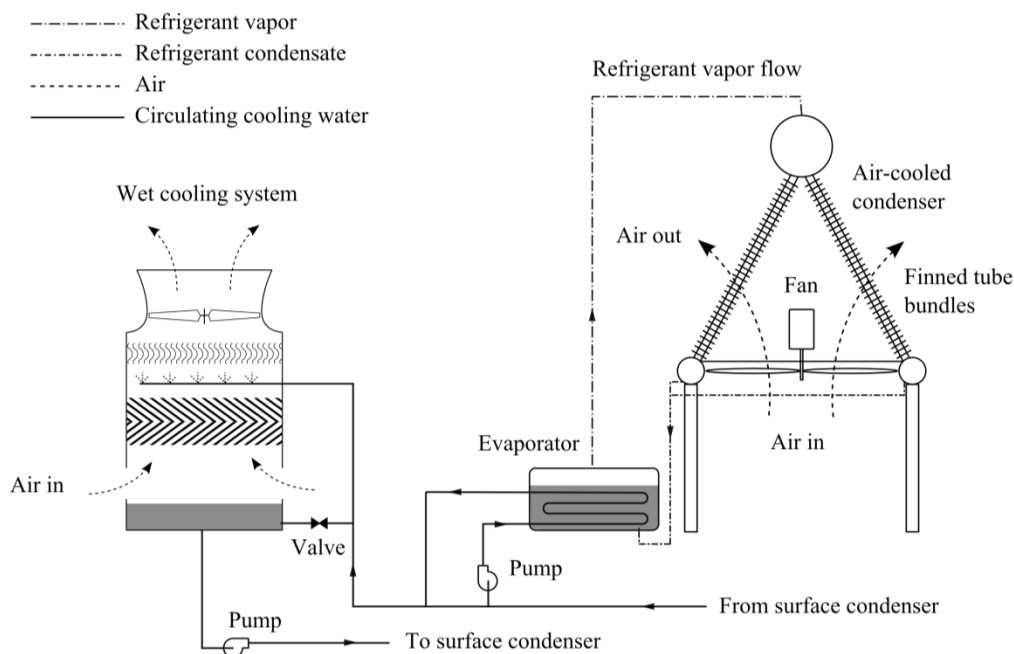 Refrigerant vapor
Refrigerant condensate
Air
Circulating cooling water
Refrigerant vapor flow
Wet cooling system
Air-cooled
condenser
Air out
Fan
Finned tube
bundles
Evaporator
Air in
Air in
Valve
Pump
From surface condenser
Pump
To surface condenser